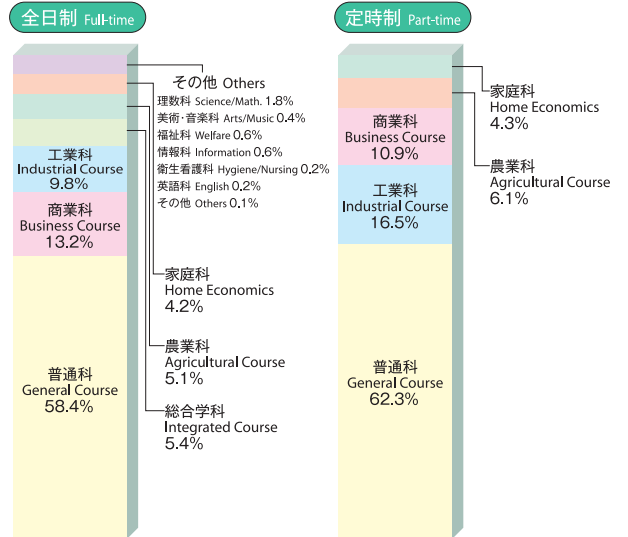 全日制 Full-time
その他 Others
理数科 Science/Math. 1.8%
美術・音楽科 Arts/Music 0.4%
福祉科 Welfare 0.6%
情報科 Information 0.6%
衛生看護科 Hygiene/Nursing 0.2%
英語科 English 0.2%
その他 Others 0.1%
工業科
Industrial Course
9.8%
商業科
Business Course
13.2%
家庭科
Home Economics
4.2%
農業科
Agricultural Course
5.1%
普通科
General Course
58.4%
総合学科
Integrated Course
5.4%
定時制 Part-time
家庭科
Home Economics
4.3%
商業科
Business Course
10.9%
農業科
Agricultural Course
6.1%
工業科
Industrial Course
16.5%
普通科
General Course
62.3%